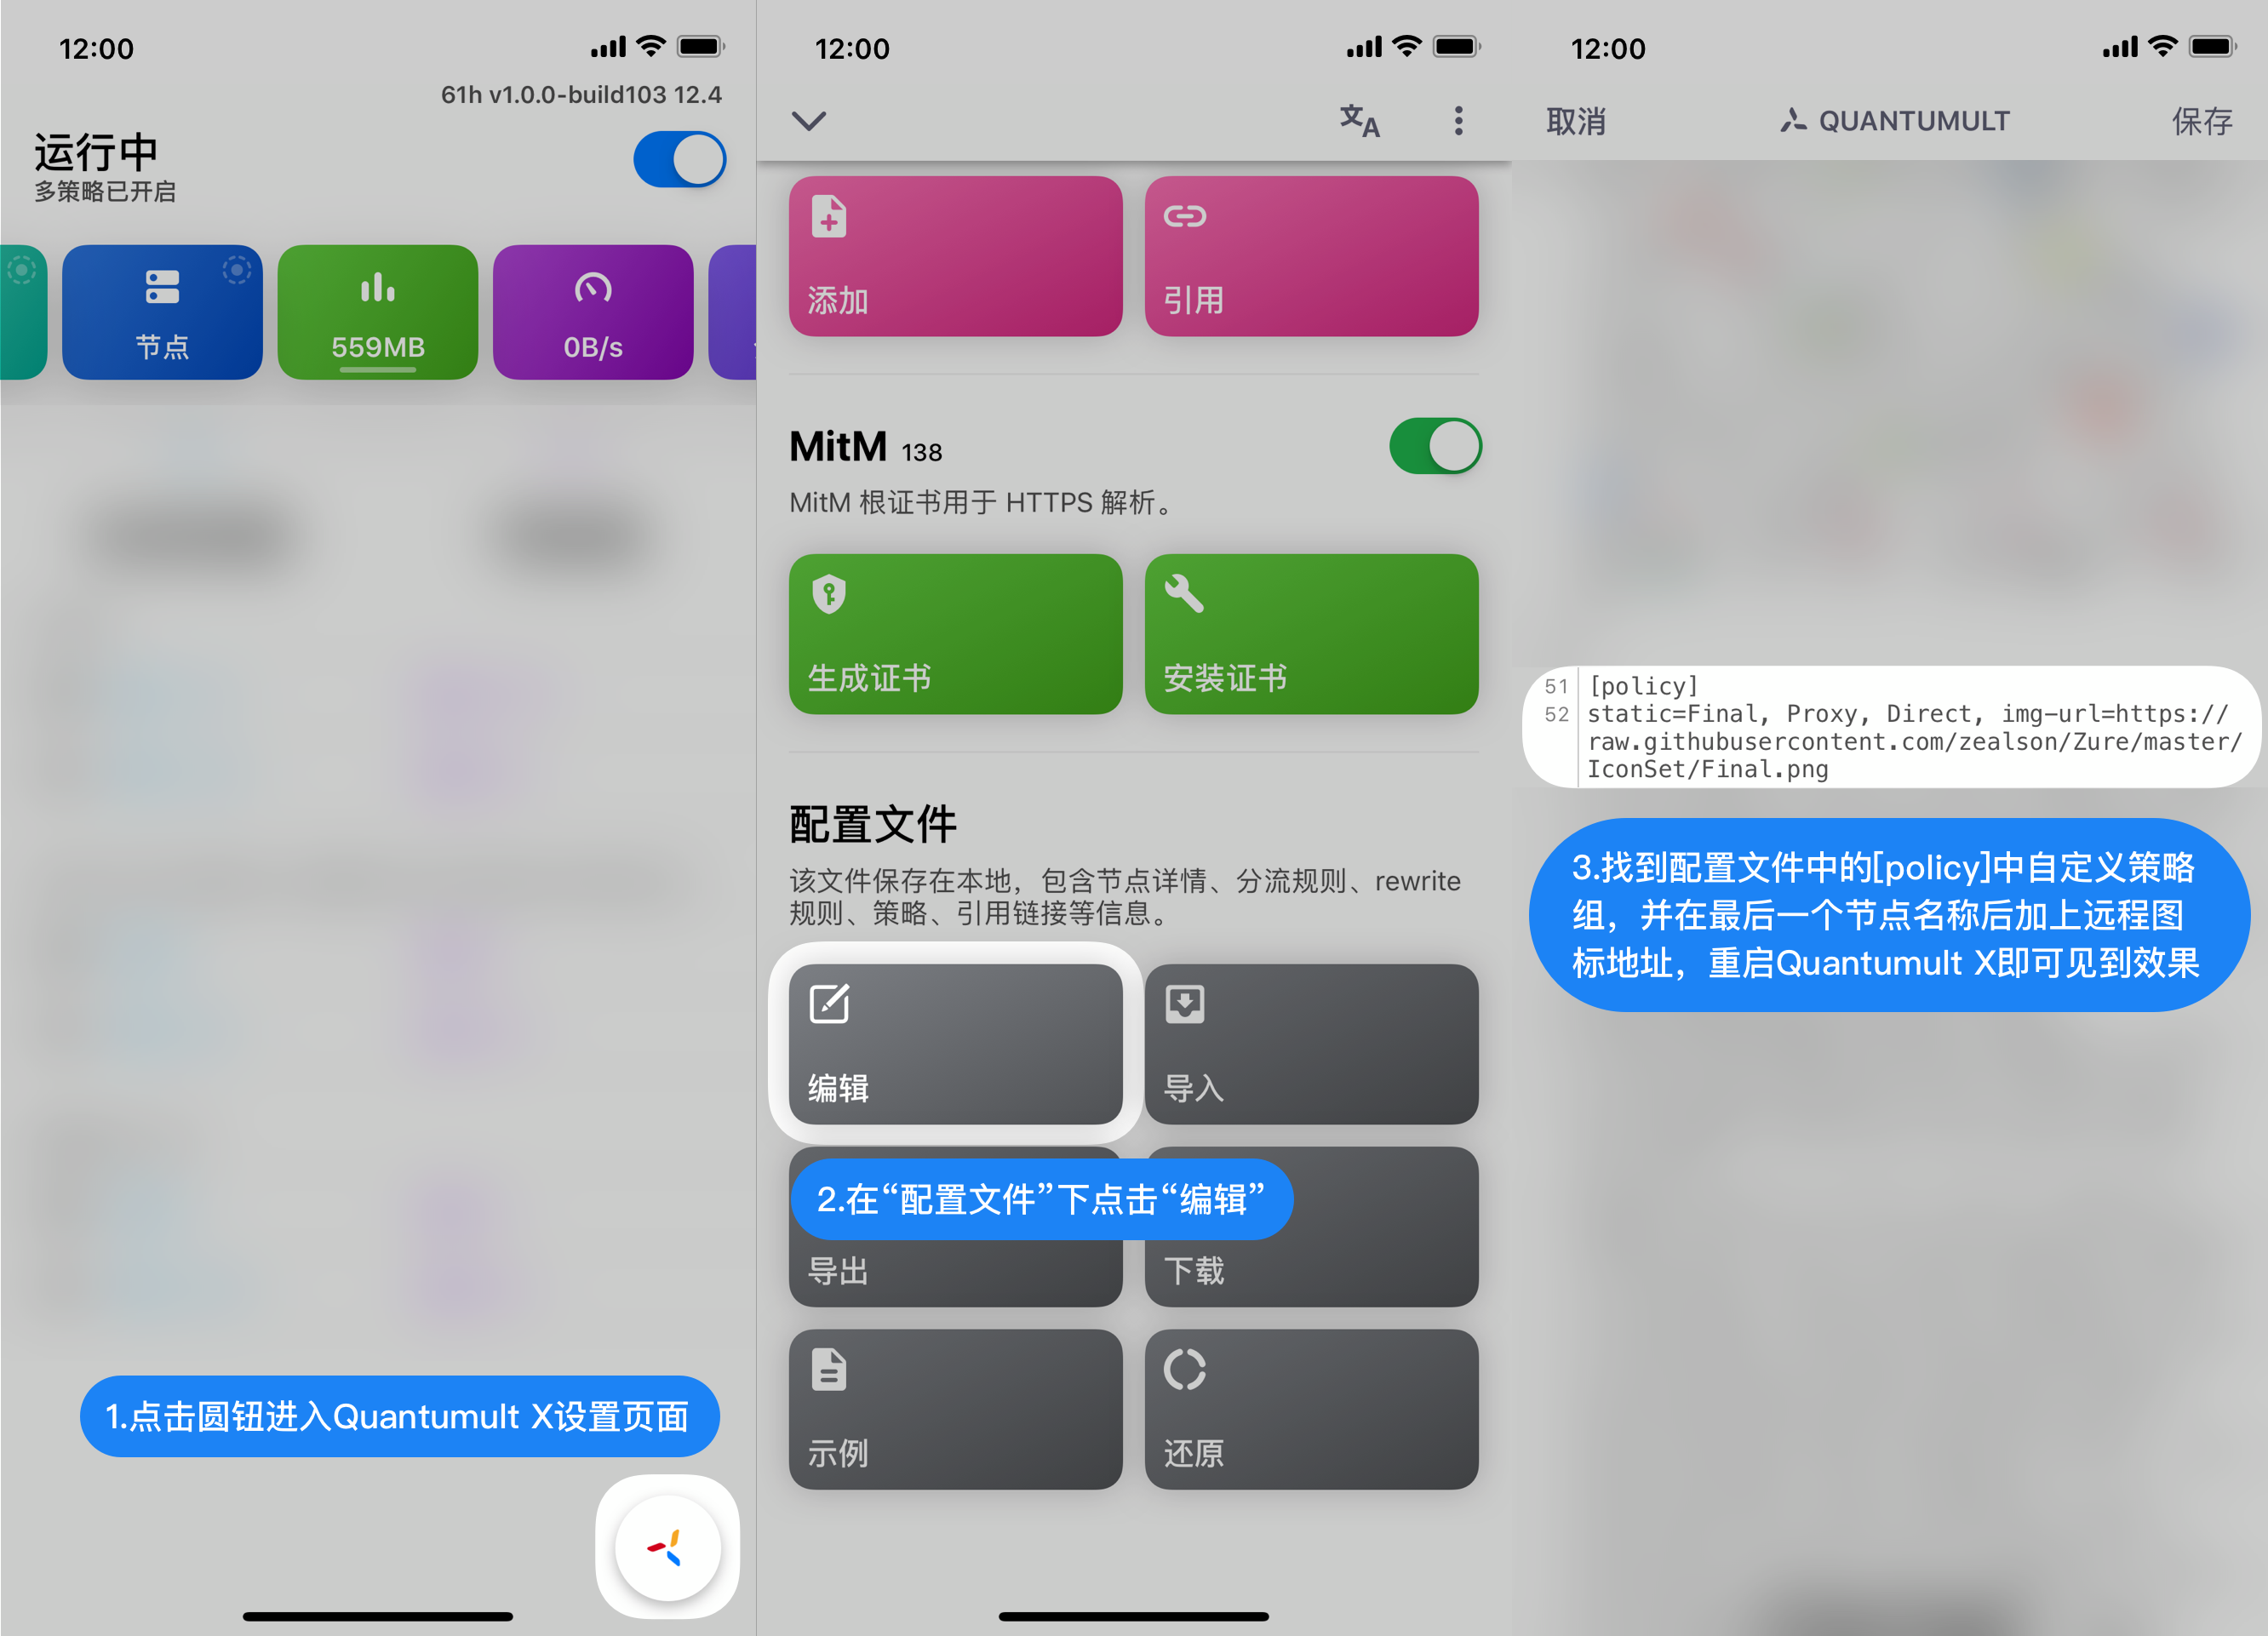 12:00
61h v1.0.0-build103 12.4
运行中
多策略已开启
节点
559MB
0B/s
1.点击圆钮进入Quantumult X设置页面
12:00
添加
引用
MitM 138
MitM 根证书用于 HTTPS 解析。
生成证书
安装证书
配置文件
该文件保存在本地，包含节点详情、分流规则、rewrite
规则、策略、引用链接等信息。
编辑
导入
2.在“配置文件”下点击“编辑”
导出
下载
示例
还原
12:00
取消
QUANTUMULT
保存
51 [policy]
52 static=Final, Proxy, Direct, img-url=https://
raw.githubusercontent.com/zealson/Zure/master/
IconSet/Final.png
3.找到配置文件中的[policy]中自定义策略
组，并在最后一个节点名称后加上远程图
标地址，重启Quantumult X即可见到效果